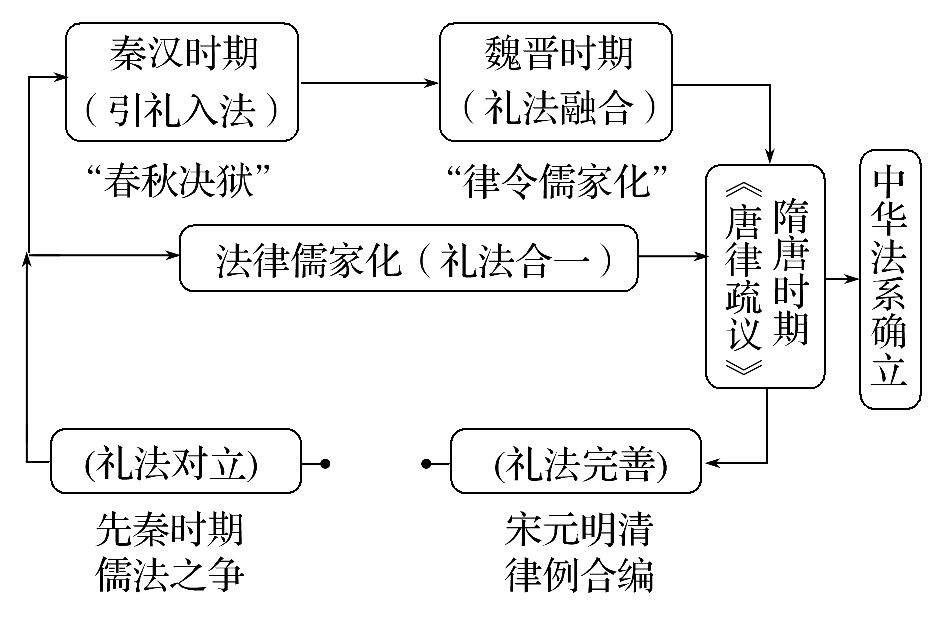 秦汉时期
（引礼入法）
魏晋时期
（礼法融合）
“春秋决狱”
“律令儒家化”
法律儒家化（礼法合一）
隋唐时期
《唐律疏议》
中华法系确立
(礼法对立)
先秦时期
儒法之争
(礼法完善)
宋元明清
律例合编